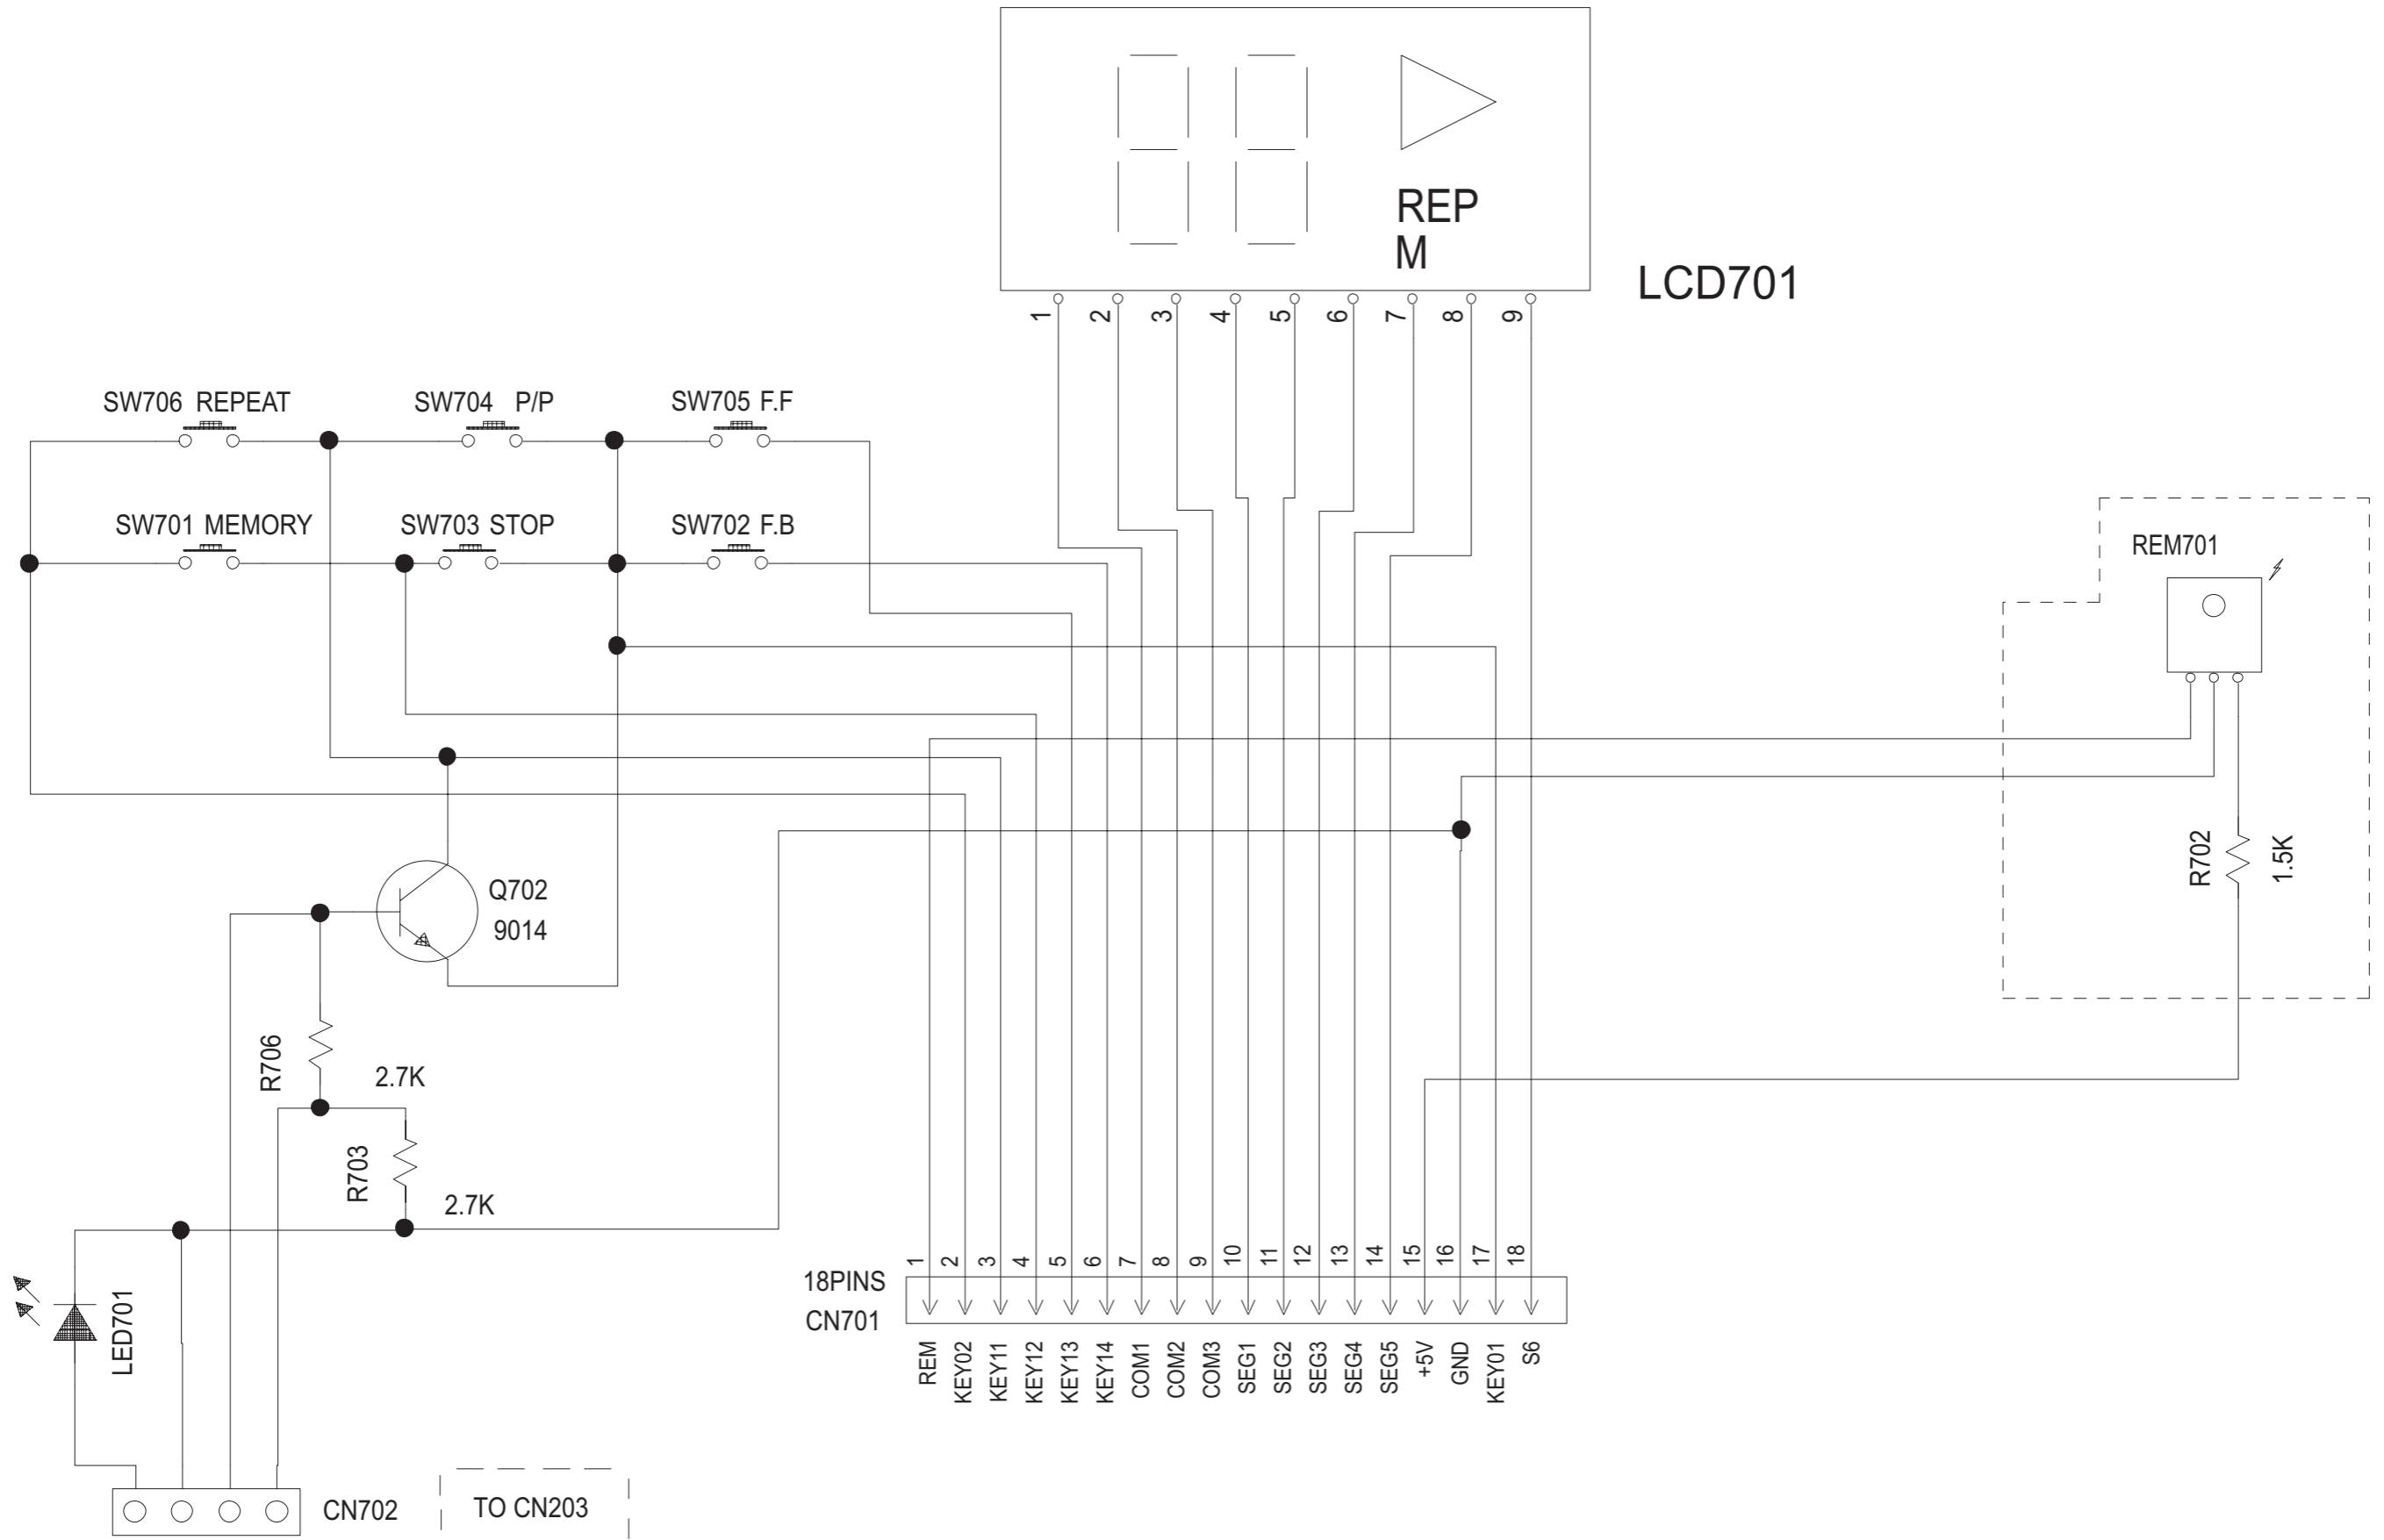 REP
M
LCD701
1
2
3
4
5
6
7
8
9
SW706 REPEAT
SW704 P/P
SW705 F.F
SW701 MEMORY
SW703 STOP
SW702 F.B
REM701
R702
1.5K
Q702
9014
R706
2.7K
R703
2.7K
LED701
18PINS
CN701
1
2
3
4
5
6
7
8
9
10
11
12
13
14
15
16
17
18
REM
KEY02
KEY11
KEY12
KEY13
KEY14
COM1
COM2
COM3
SEG1
SEG2
SEG3
SEG4
SEG5
+5V
GND
KEY01
S6
CN702
TO CN203